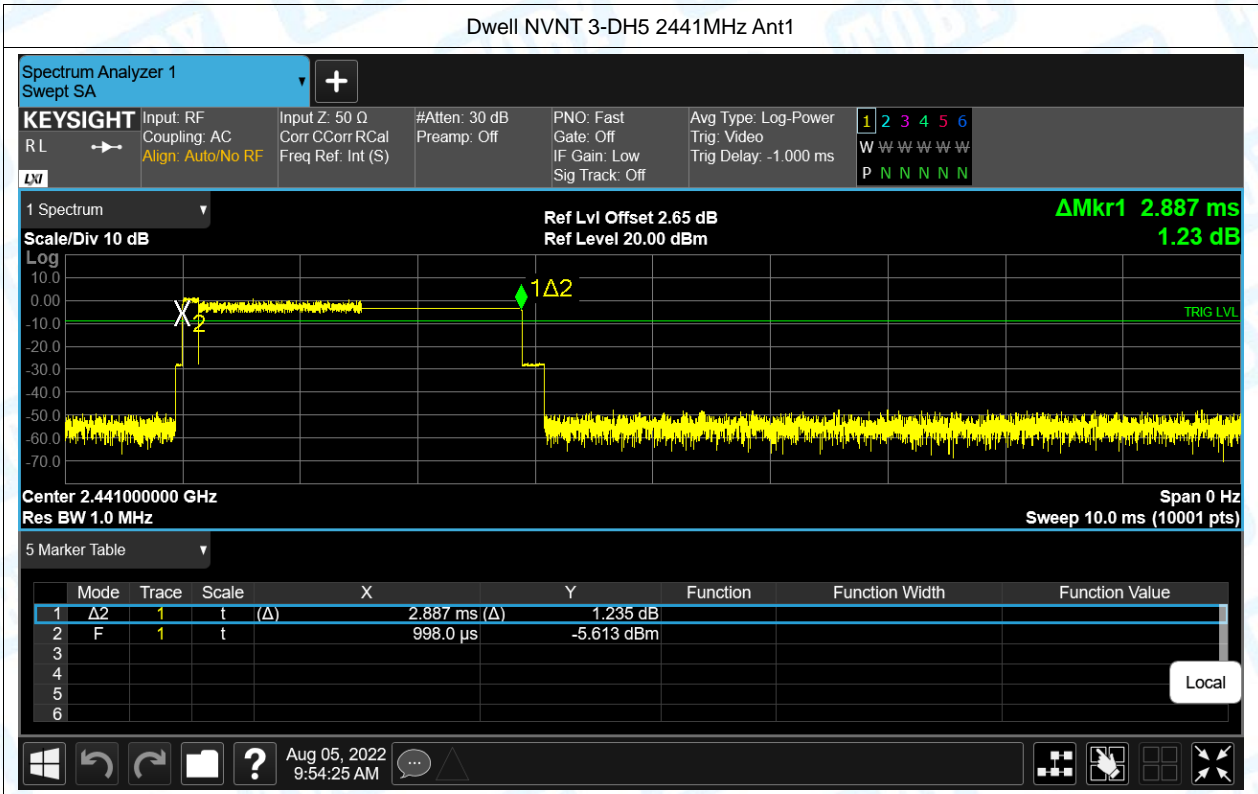 Dwell NVNT 3-DH5 2441MHz Ant1
Spectrum Analyzer 1
Swept SA
KEYSIGHT Input: RF Input Z: 50 Ω #Atten: 30 dB PNO: Fast Avg Type: Log-Power 1 2 3 4 5 6
RL Coupling: AC Corr CCorr RCal Preamp: Off Gate: Off Trig: Video W W W W W W
Align: Auto/No RF Freq Ref: Int (S) IF Gain: Low Trig Delay: -1.000 ms
LXI Sig Track: Off P N N N N N
1 Spectrum Ref Lvl Offset 2.65 dB ΔMkr1 2.887 ms
Scale/Div 10 dB Ref Level 20.00 dBm 1.23 dB
Log
10.0
1Δ2
0.00
X2
TRIG LVL
-10.0
-20.0
-30.0
-40.0
-50.0
-60.0
-70.0
Center 2.441000000 GHz Span 0 Hz
Res BW 1.0 MHz Sweep 10.0 ms (10001 pts)
5 Marker Table
Mode Trace Scale X Y Function Function Width Function Value
1 Δ2 1 t (Δ) 2.887 ms (Δ) 1.235 dB
2 F 1 t 998.0 µs -5.613 dBm
3
4
Local
5
6
? Aug 05, 2022
9:54:25 AM